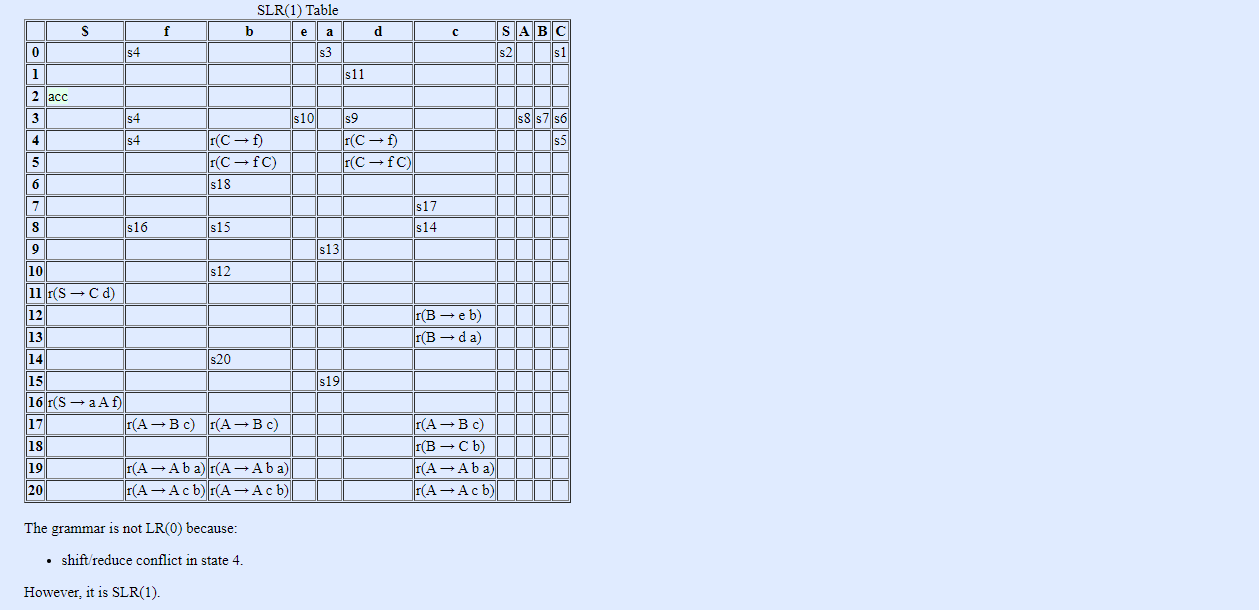 SLR(1) Table
$ f b e a d c S A B C
0 s4 s3 s2 s1
1 s11
2 acc
3 s4 s10 s9 s8 s7 s6
4 s4 r(C → f) r(C → f) s5
5 r(C → f C) r(C → f C)
6 s18
7 s17
8 s16 s15 s14
9 s13
10 s12
11 r(S → C d)
12 r(B → e b)
13 r(B → d a)
14 s20
15 s19
16 r(S → a A f)
17 r(A → B c) r(A → B c) r(A → B c)
18 r(B → C b)
19 r(A → A b a) r(A → A b a) r(A → A b a)
20 r(A → A c b) r(A → A c b) r(A → A c b)
The grammar is not LR(0) because:
• shift/reduce conflict in state 4.
However, it is SLR(1).